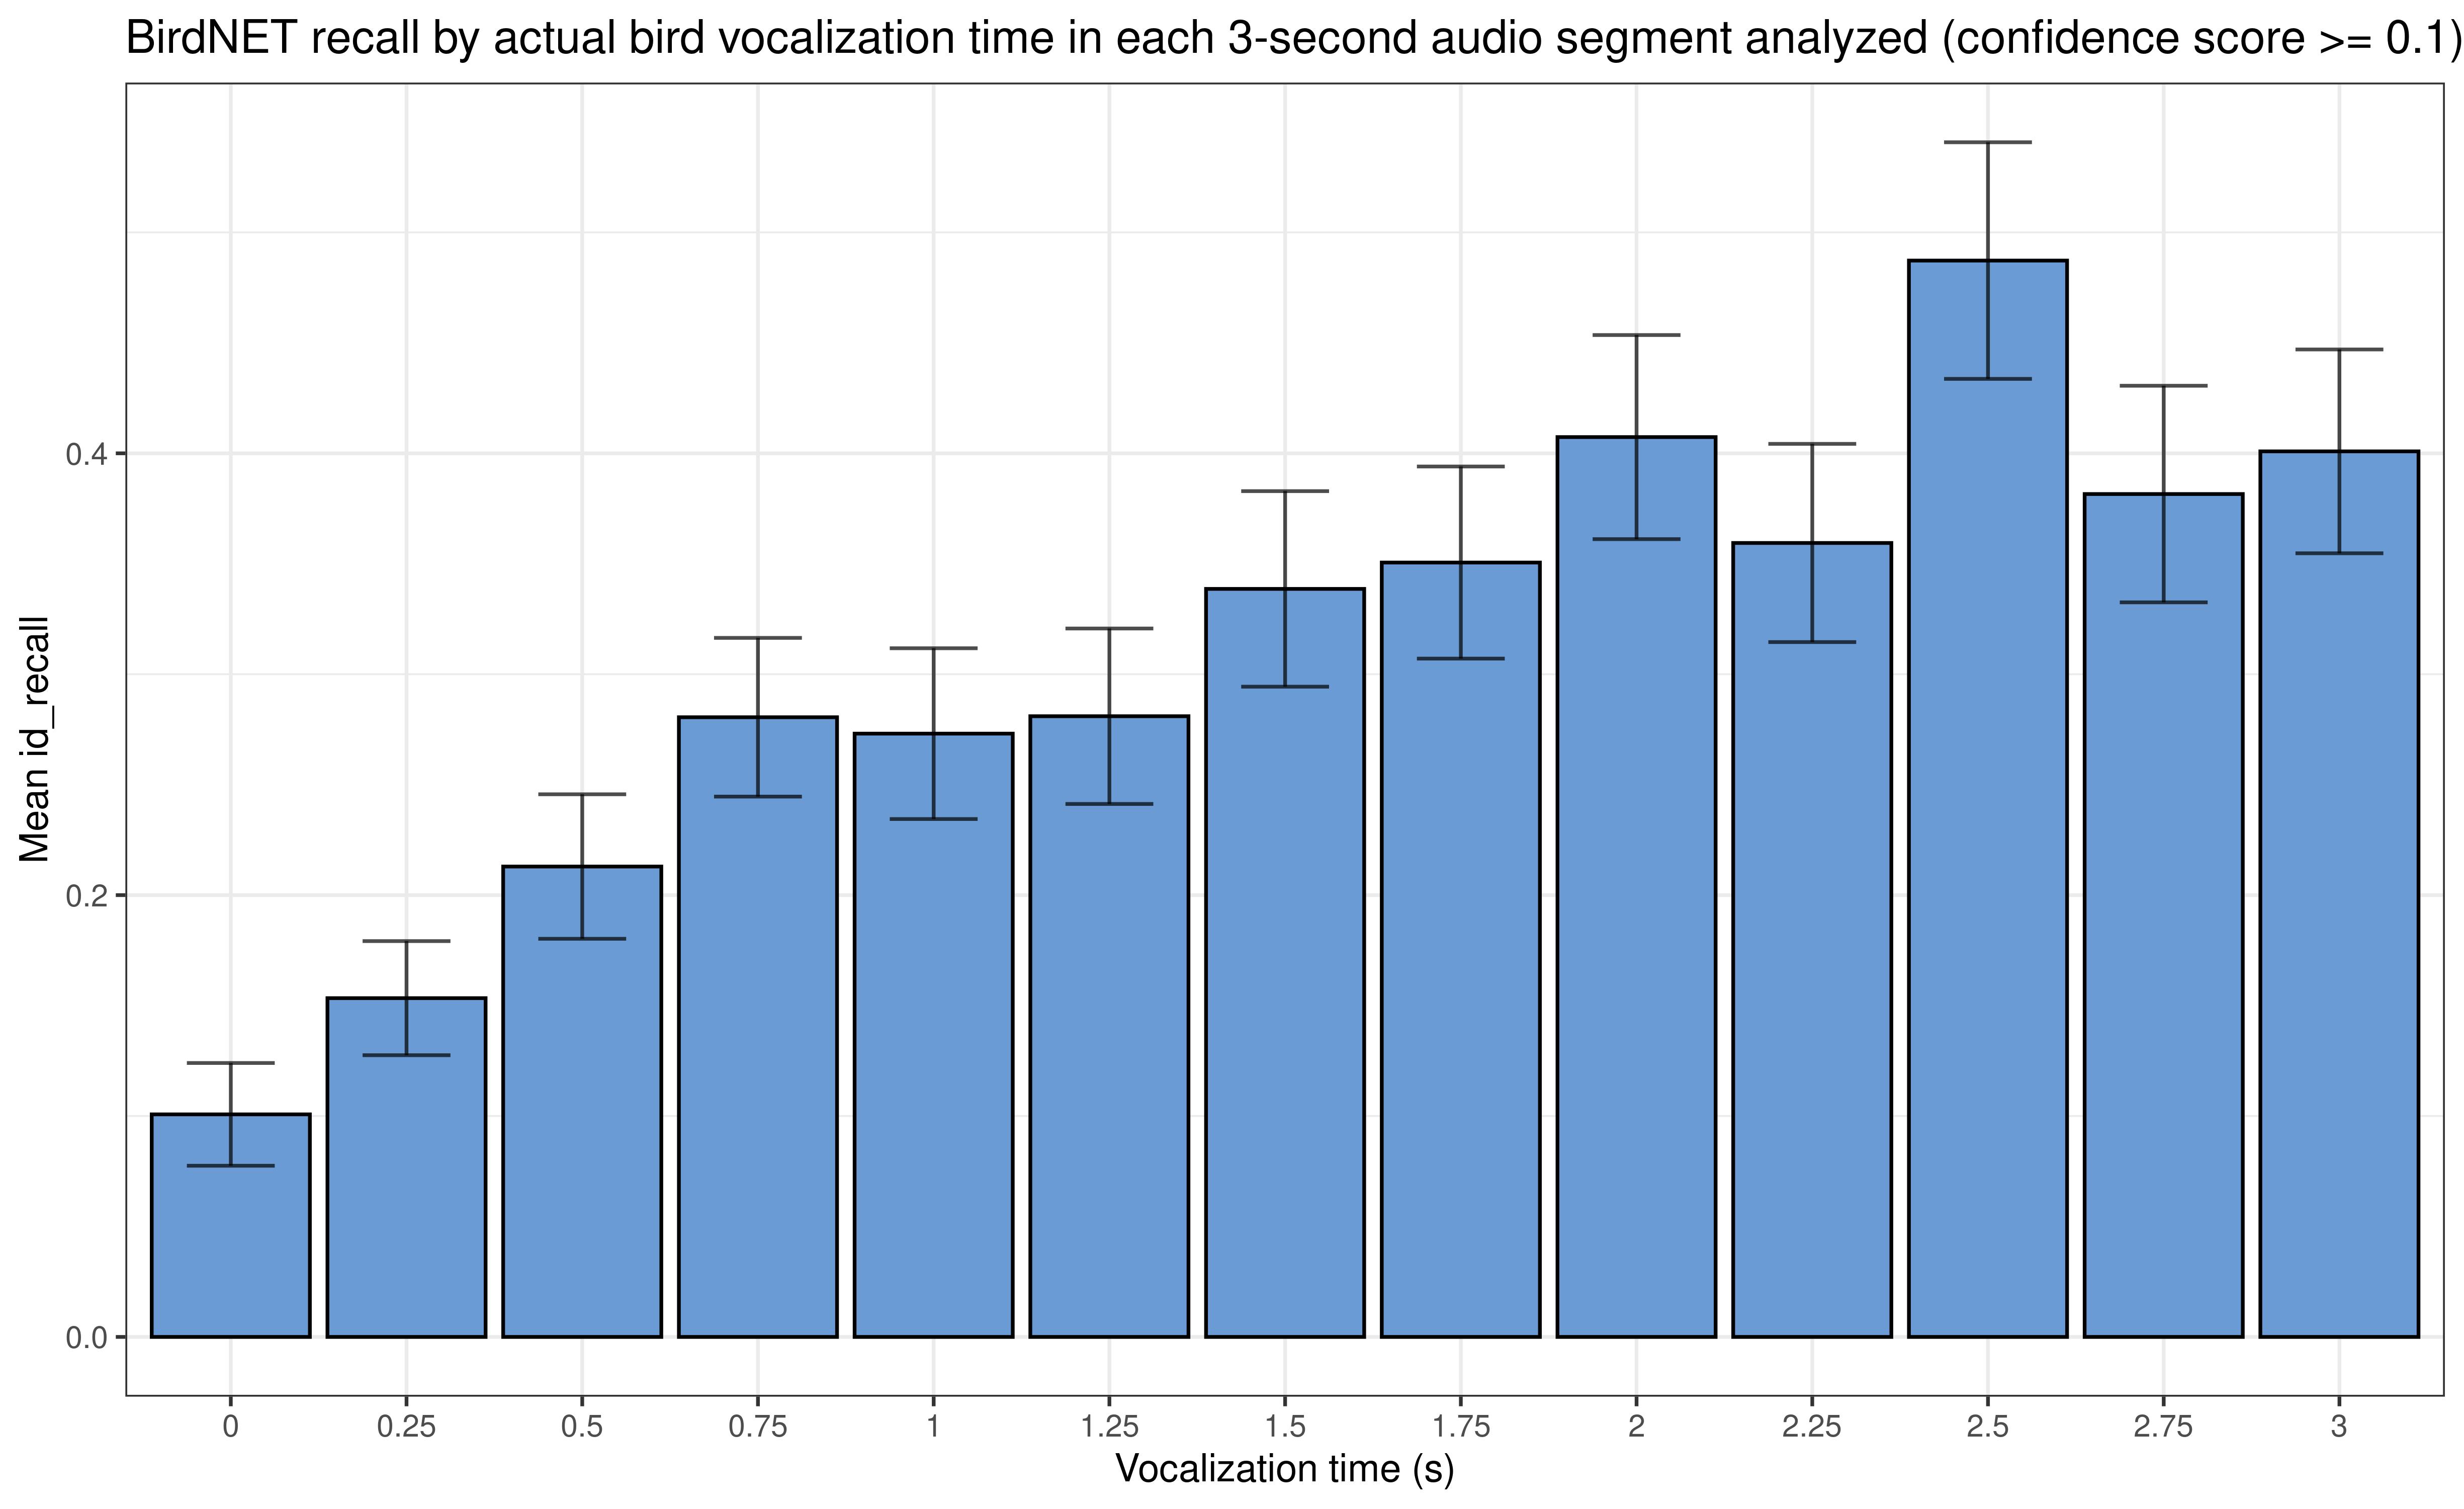 BirdNET recall by actual bird vocalization time in each 3-second audio segment analyzed (confidence score >= 0.1)
Mean id_recall
0.4
0.2
0.0
0 0.25 0.5 0.75 1 1.25 1.5 1.75 2 2.25 2.5 2.75 3
Vocalization time (s)